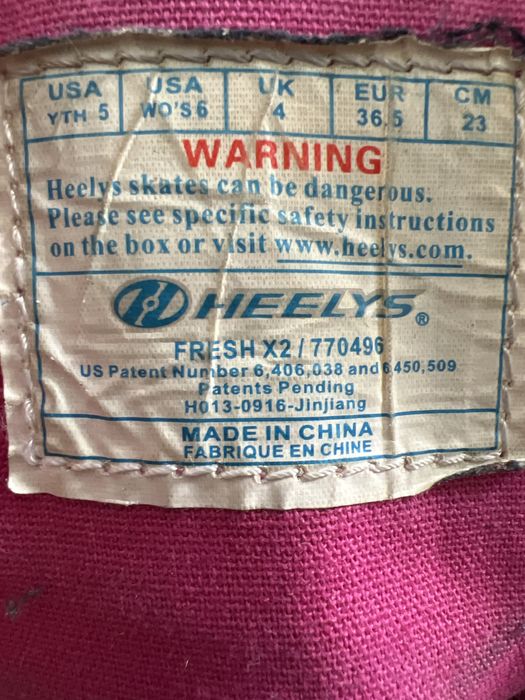 USA USA UK EUR CM
YTH 5 WO'S 6 4 36.5 23
WARNING
Heelys skates can be dangerous.
Please see specific safety instructions
on the box or visit www.heelys.com.
HEELYS®
FRESH X2 / 770496
US Patent Number 6,406,038 and 6,450,509
Patents Pending
H013-0916-Jinjiang
MADE IN CHINA
FABRIQUE EN CHINE